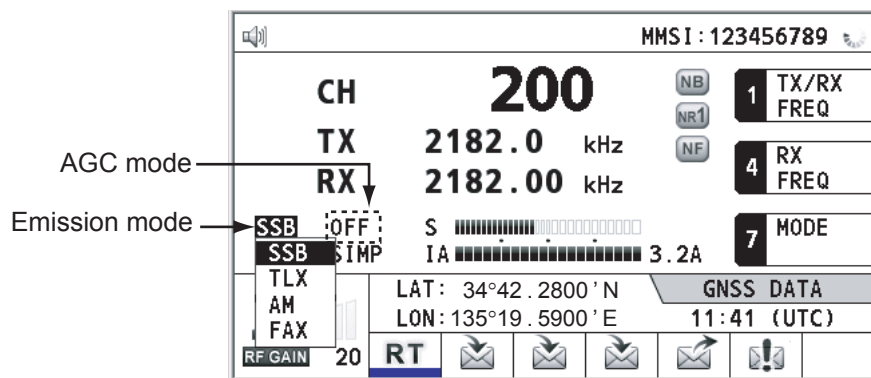 MMSI:123456789
CH 200
NB
NR1
NF
1 TX/RX FREQ
TX 2182.0 kHz
RX 2182.00 kHz
4 RX FREQ
AGC mode
Emission mode
SSB OFF
S
7 MODE
SSB
SIMP
IA 3.2A
TLX
AM
FAX
LAT: 34°42.2800'N
LON:135°19.5900'E
GNSS DATA
11:41 (UTC)
RF GAIN 20
RT